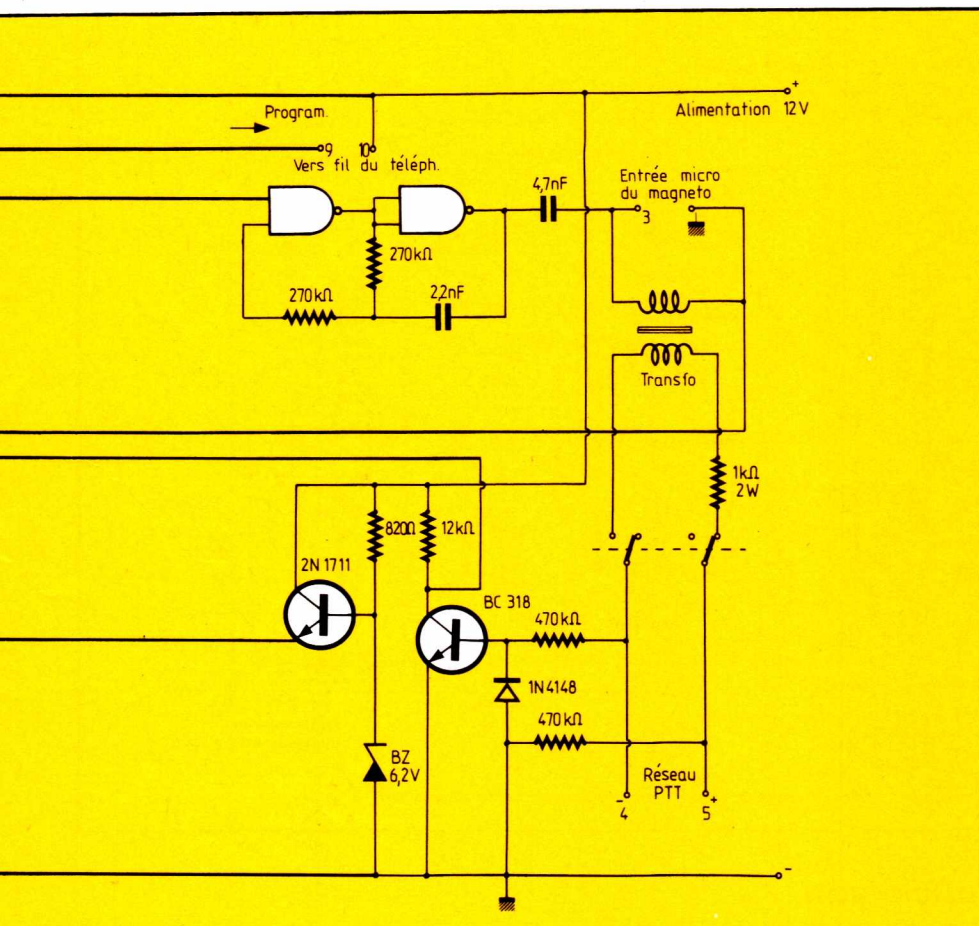 +
Program.
Alimentation 12V
9 10
Vers fil du téléph.
Entrée micro
du magneto
3
4,7nF
270kΩ
270kΩ
2,2nF
Transfo
1kΩ
2W
820Ω
12kΩ
2N 1711
BC 318
470kΩ
1N4148
470kΩ
BZ
6,2V
Réseau
PTT
- +
4 5
-